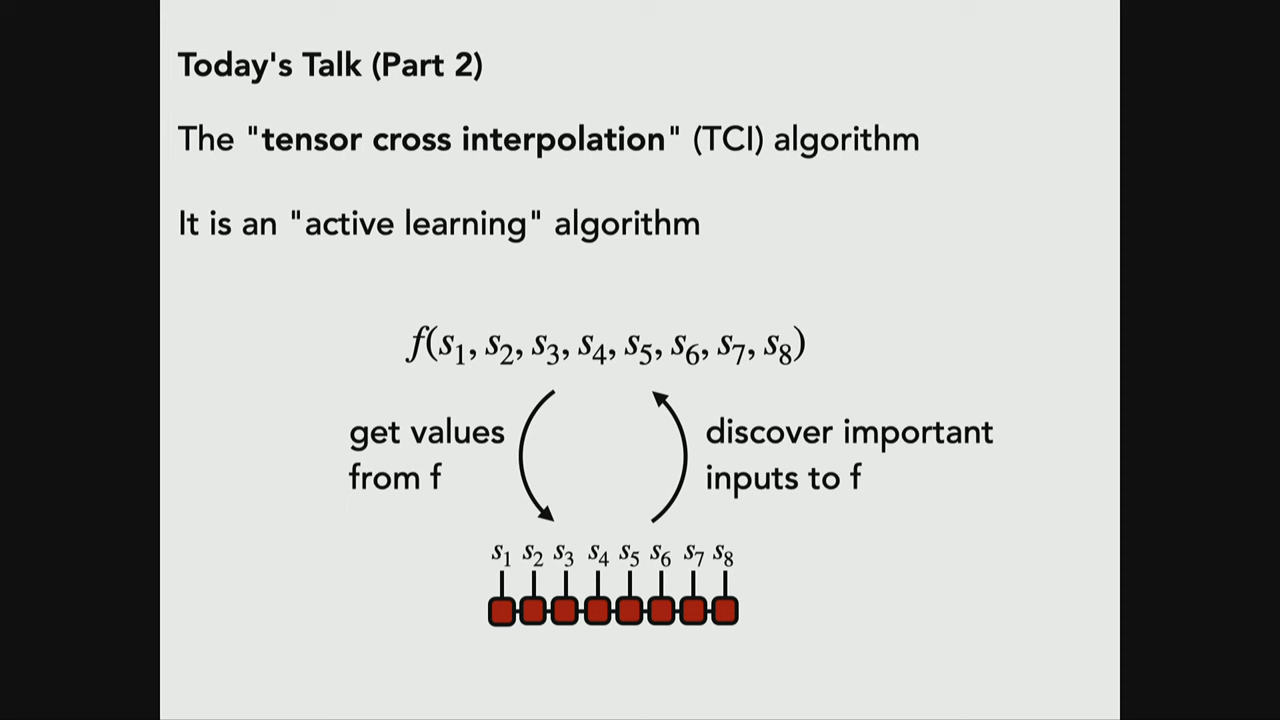 Today's Talk (Part 2)
The "tensor cross interpolation" (TCI) algorithm
It is an "active learning" algorithm
f(s₁, s₂, s₃, s₄, s₅, s₆, s₇, s₈)
get values
from f
discover important
inputs to f
s₁ s₂ s₃ s₄ s₅ s₆ s₇ s₈